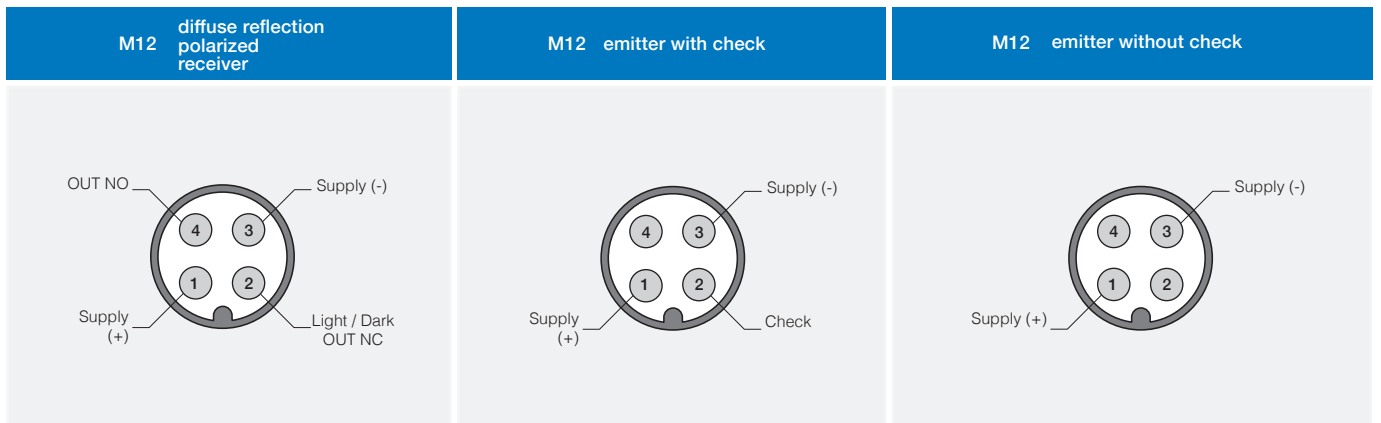 M12
diffuse reflection
polarized
receiver
OUT NO
Supply (-)
4
3
1
2
Supply
(+)
Light / Dark
OUT NC
M12 emitter with check
Supply (-)
4
3
1
2
Supply
(+)
Check
M12 emitter without check
Supply (-)
4
3
1
2
Supply (+)